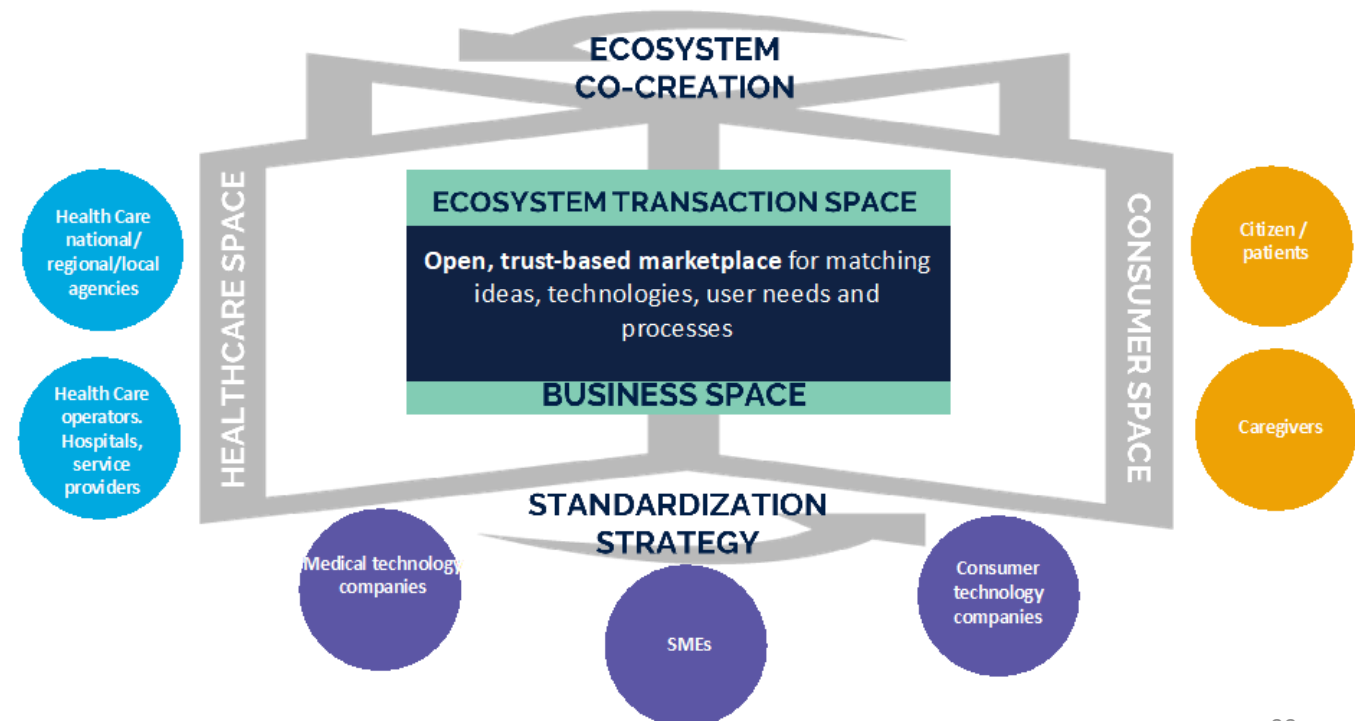 ECOSYSTEM
CO-CREATION
HEALTHCARE SPACE
Health Care
national/
regional/local
agencies
Health Care
operators.
Hospitals,
service
providers
ECOSYSTEM TRANSACTION SPACE
Open, trust-based marketplace for matching
ideas, technologies, user needs and
processes
BUSINESS SPACE
CONSUMER SPACE
Citizen /
patients
Caregivers
STANDARDIZATION
STRATEGY
Medical technology
companies
SMEs
Consumer
technology
companies